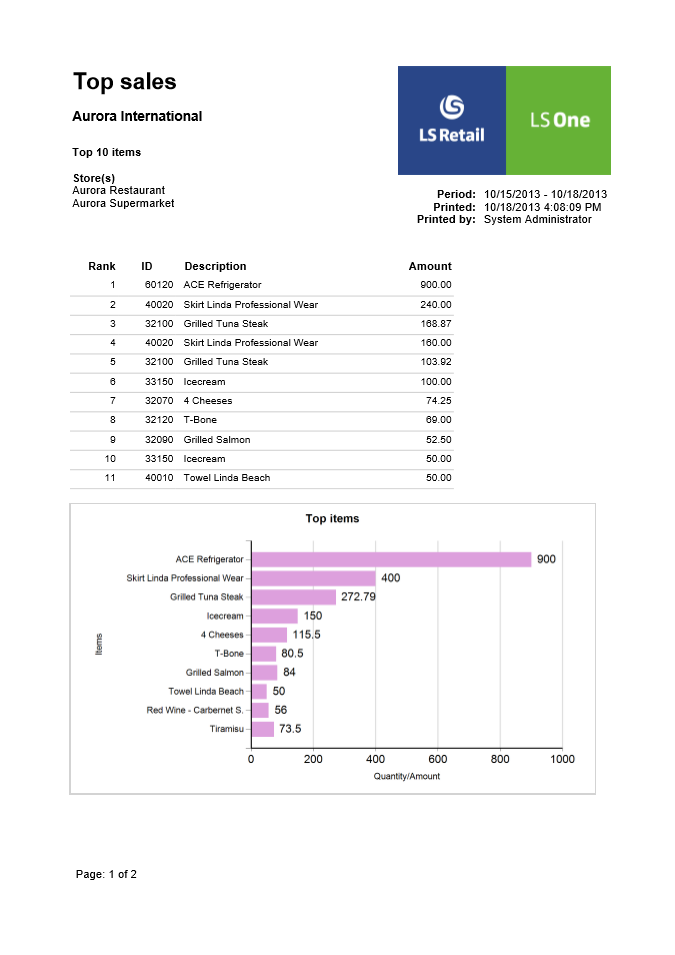 Top sales
Aurora International
Top 10 items
Store(s)
Aurora Restaurant
Aurora Supermarket
LS Retail
LS One
Period: 10/15/2013 - 10/18/2013
Printed: 10/18/2013 4:08:09 PM
Printed by: System Administrator
Rank ID Description Amount
1 60120 ACE Refrigerator 900.00
2 40020 Skirt Linda Professional Wear 240.00
3 32100 Grilled Tuna Steak 168.87
4 40020 Skirt Linda Professional Wear 160.00
5 32100 Grilled Tuna Steak 103.92
6 33150 Icecream 100.00
7 32070 4 Cheeses 74.25
8 32120 T-Bone 69.00
9 32090 Grilled Salmon 52.50
10 33150 Icecream 50.00
11 40010 Towel Linda Beach 50.00
Top items
Items
ACE Refrigerator 900
Skirt Linda Professional Wear 400
Grilled Tuna Steak 272.79
Icecream 150
4 Cheeses 115.5
T-Bone 80.5
Grilled Salmon 84
Towel Linda Beach 50
Red Wine - Carbernet S. 56
Tiramisu 73.5
0 200 400 600 800 1000
Quantity/Amount
Page: 1 of 2